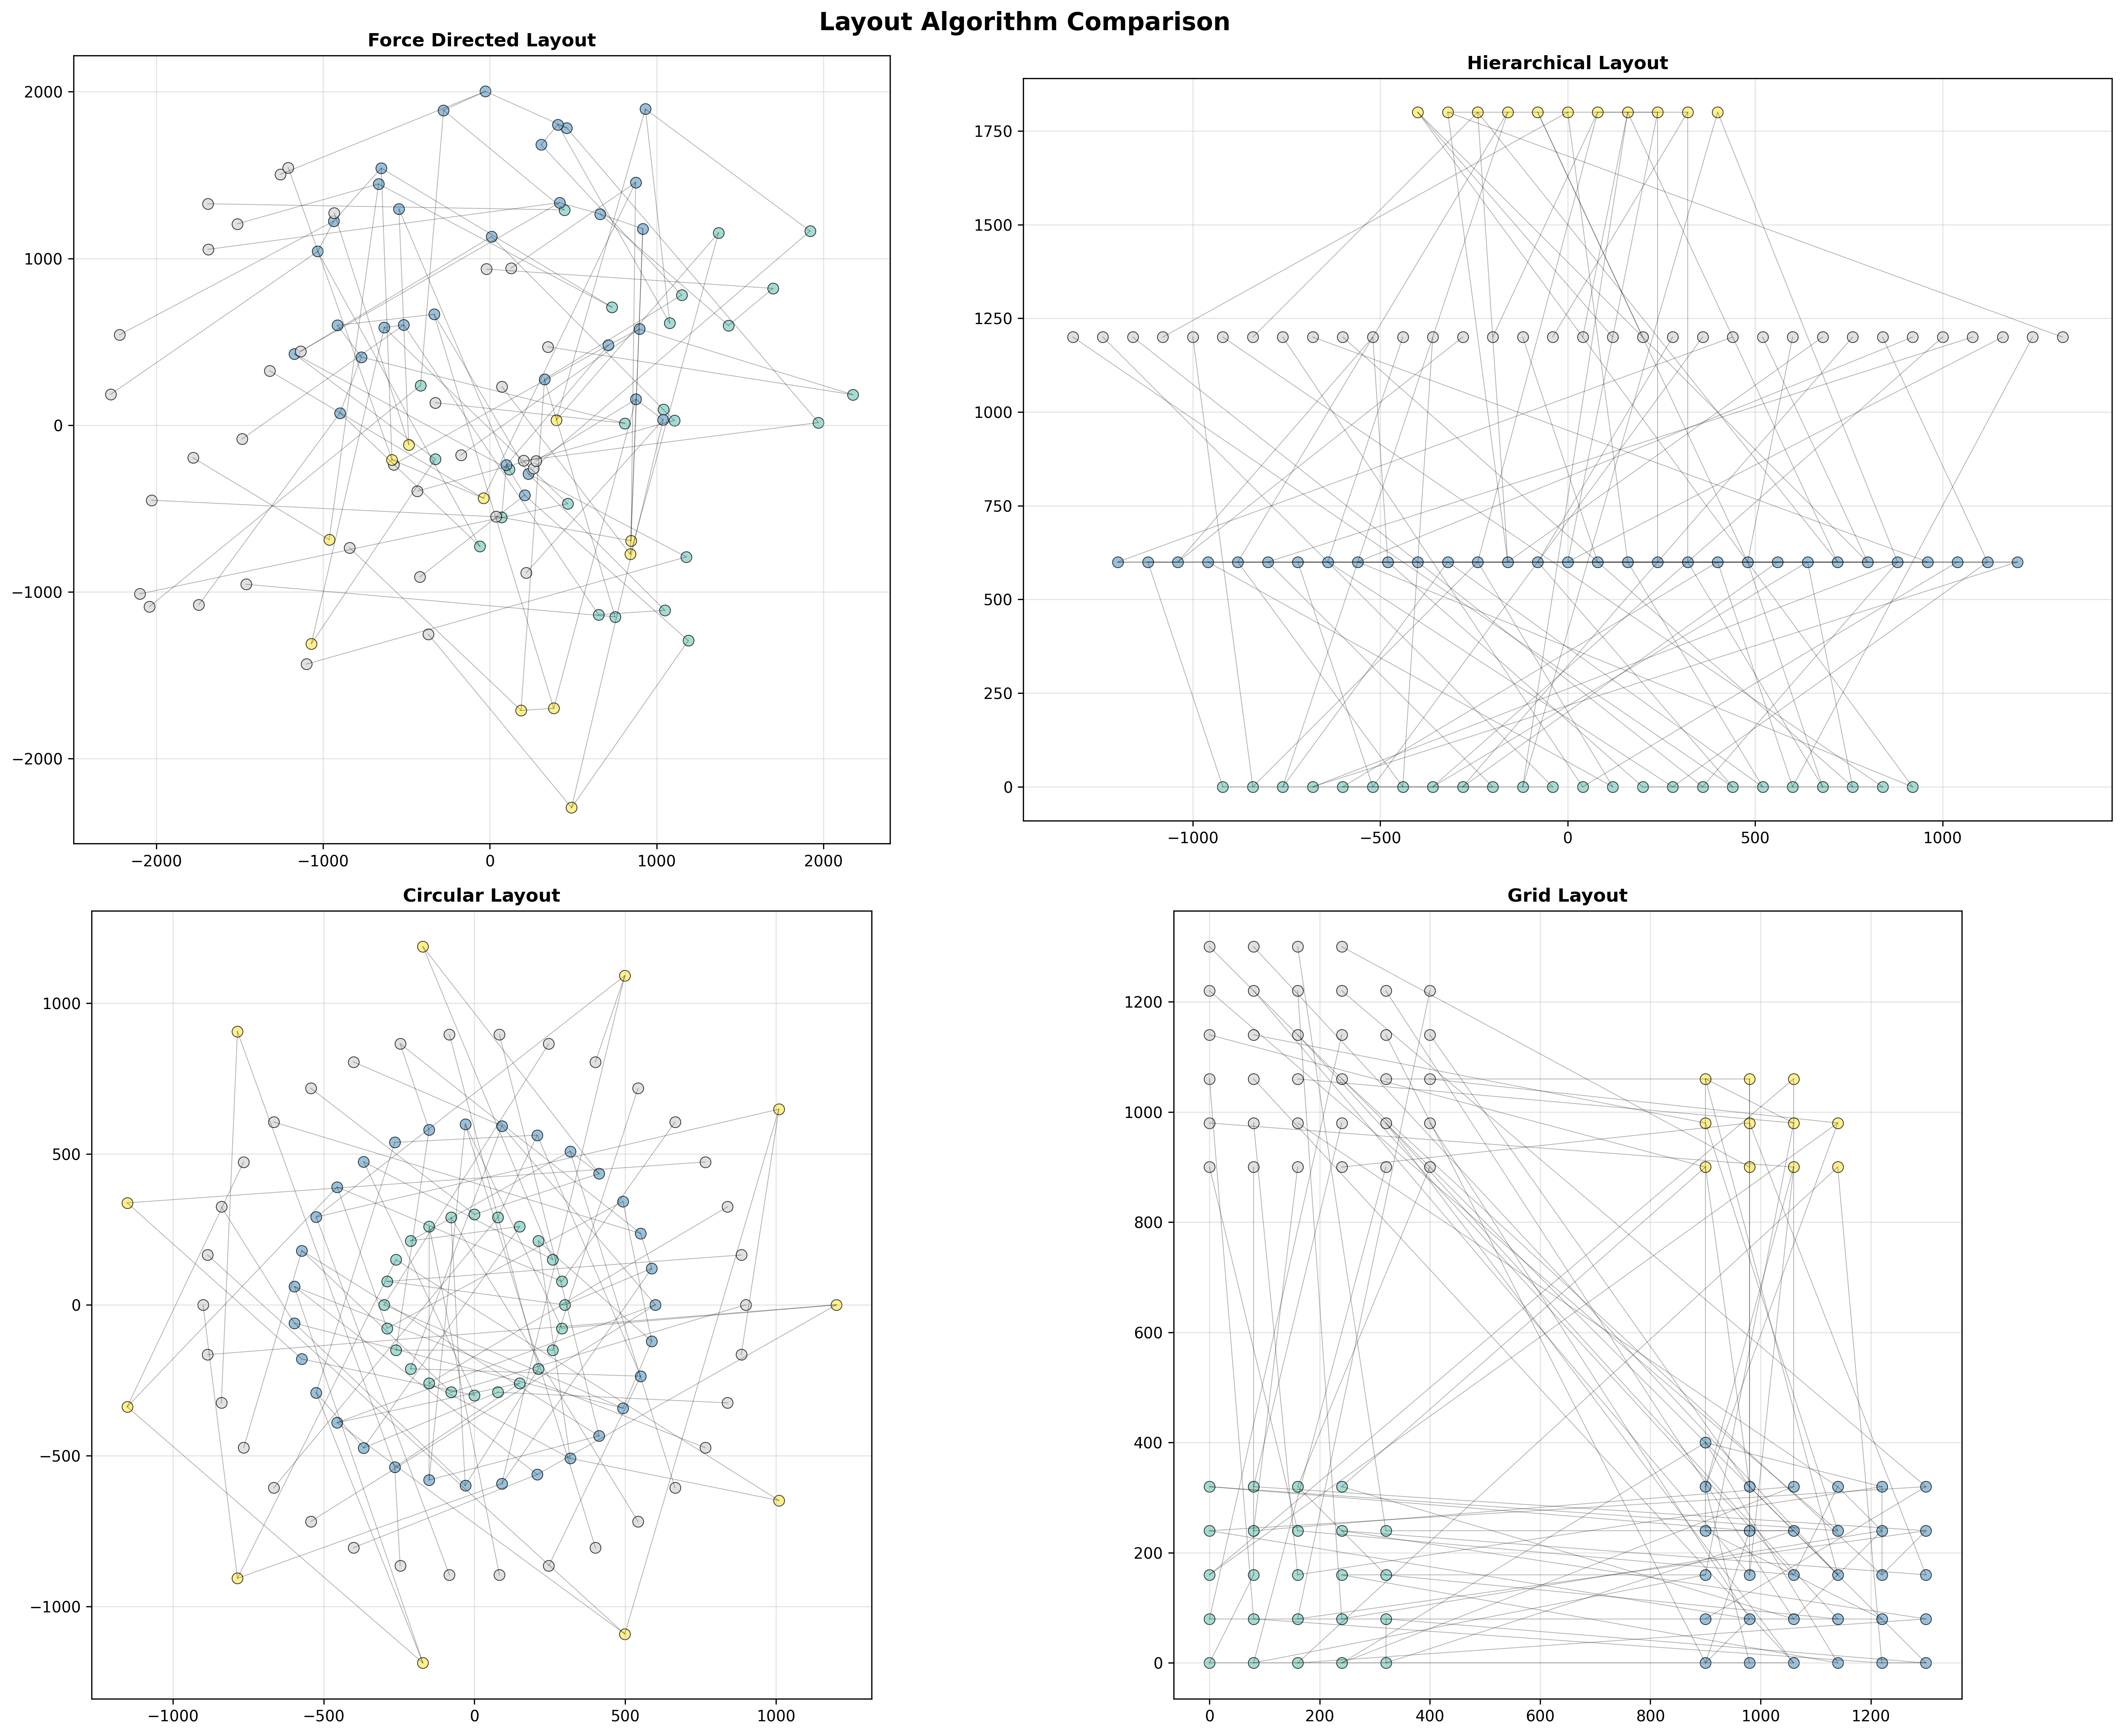 Layout Algorithm Comparison
Force Directed Layout
2000
1000
0
−1000
−2000
−2000 −1000 0 1000 2000
Hierarchical Layout
1750
1500
1250
1000
750
500
250
0
−1000 −500 0 500 1000
Circular Layout
1000
500
0
−500
−1000
−1000 −500 0 500 1000
Grid Layout
1200
1000
800
600
400
200
0
0 200 400 600 800 1000 1200